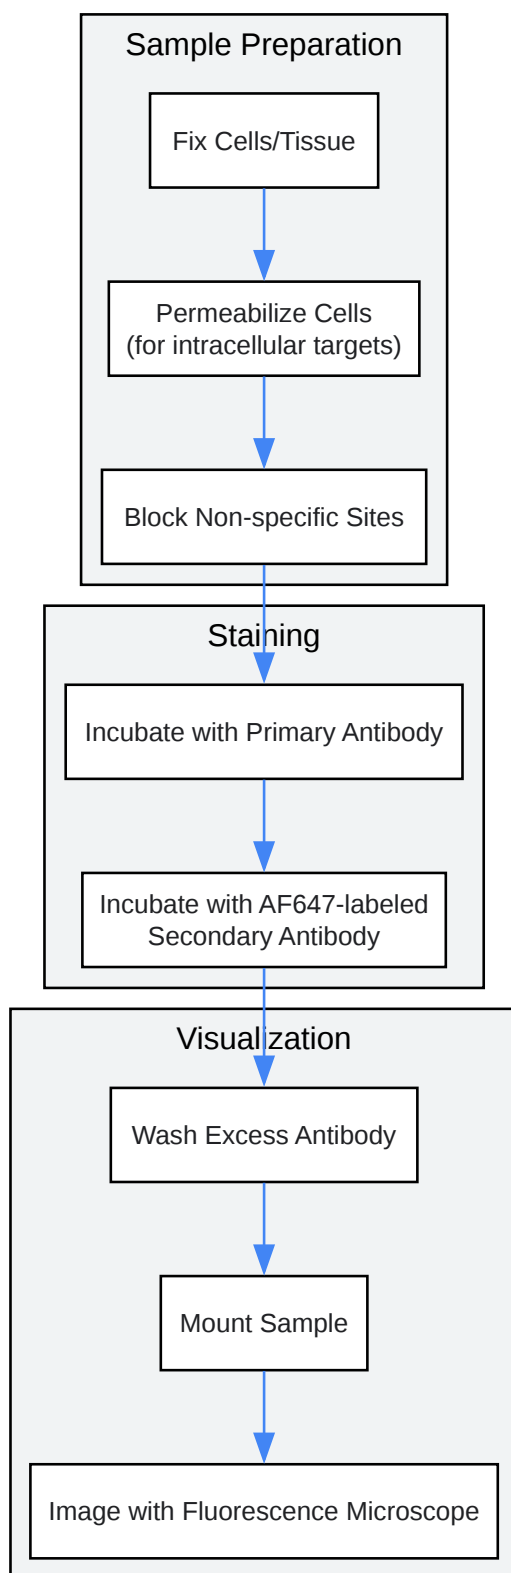 Sample Preparation
Fix Cells/Tissue
Permeabilize Cells
(for intracellular targets)
Block Non-specific Sites
Staining
Incubate with Primary Antibody
Incubate with AF647-labeled
Secondary Antibody
Visualization
Wash Excess Antibody
Mount Sample
Image with Fluorescence Microscope